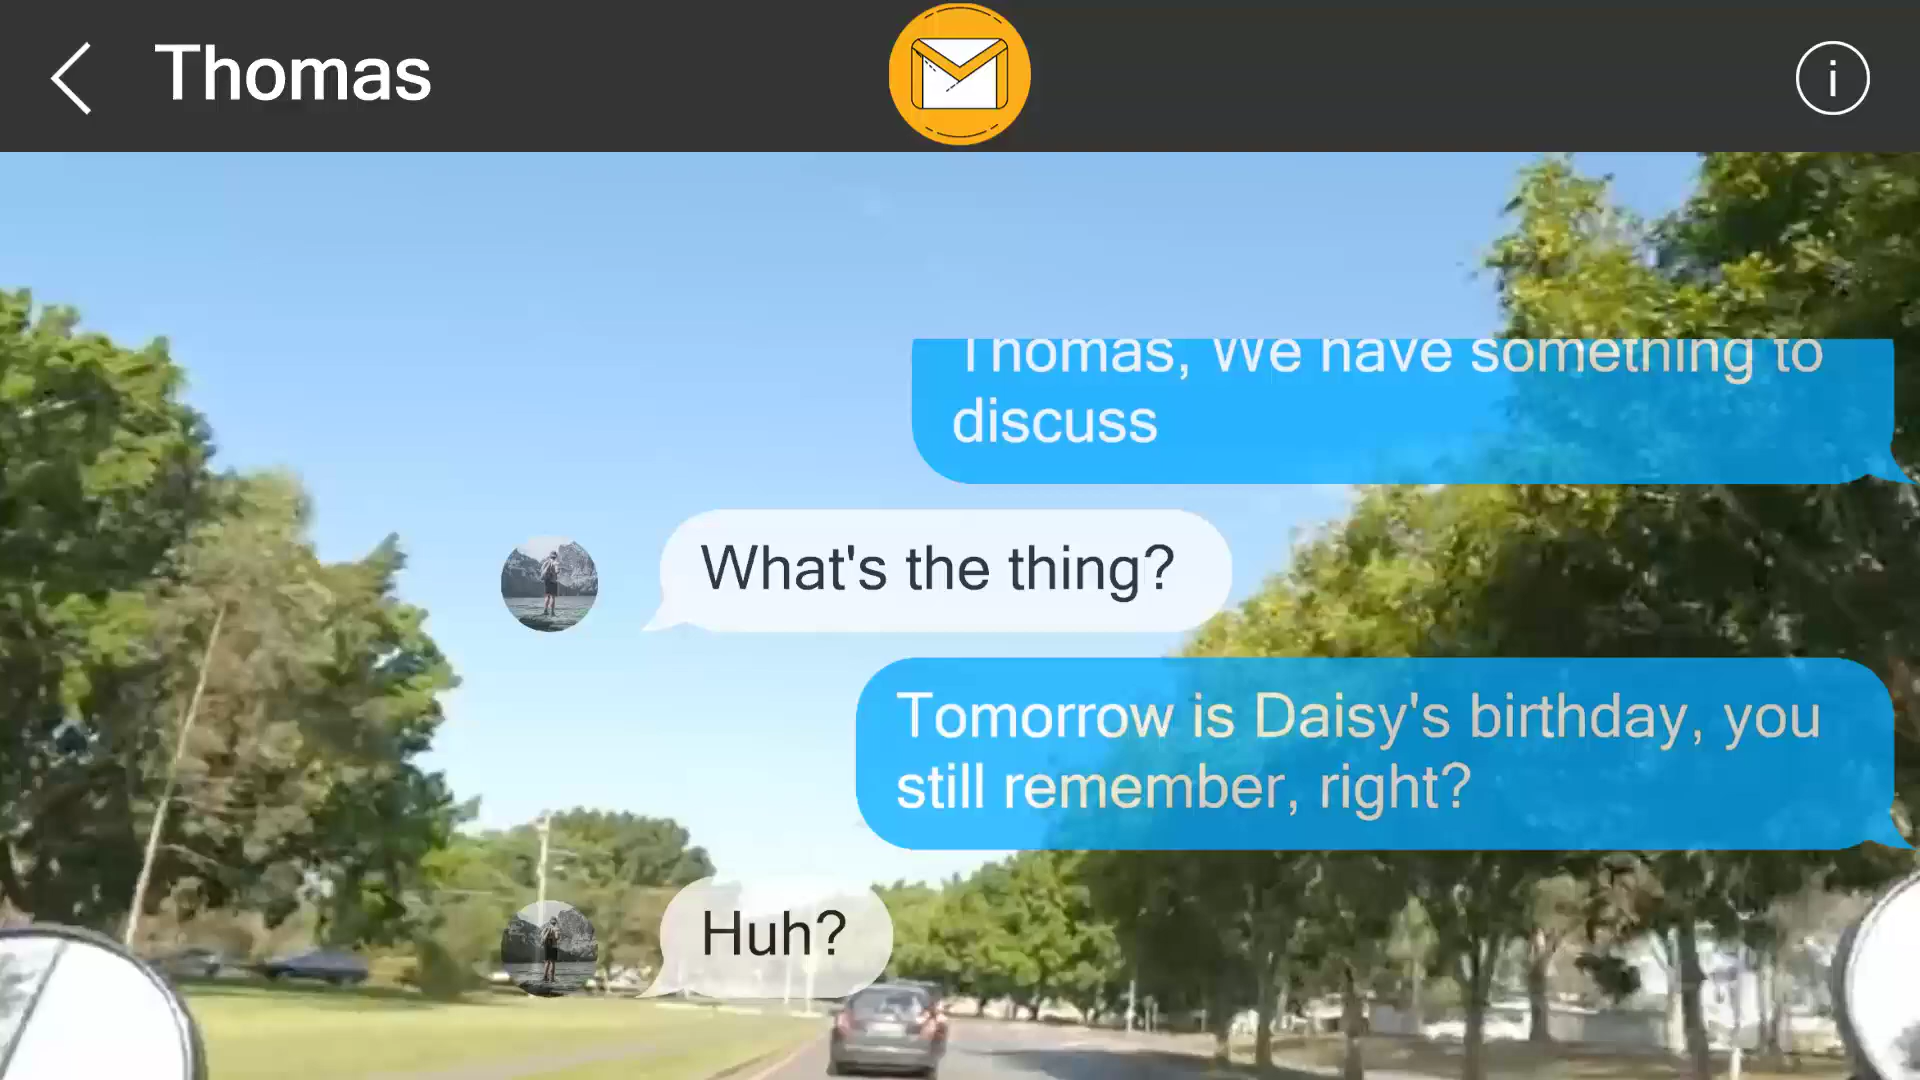 Thomas
Thomas, We have something to
discuss
What's the thing?
Tomorrow is Daisy's birthday, you
still remember, right?
Huh?